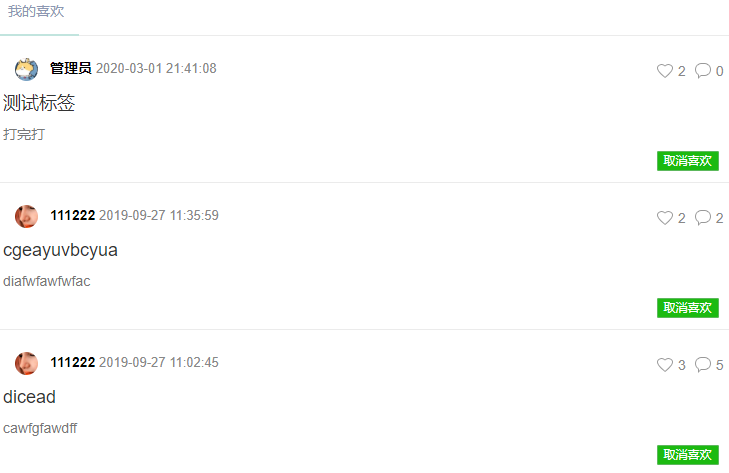 我的喜欢
管理员 2020-03-01 21:41:08 2 0
测试标签
打完打
取消喜欢
111222 2019-09-27 11:35:59 2 2
cgeayuvbcyua
diafwfawfwfac
取消喜欢
111222 2019-09-27 11:02:45 3 5
dicead
cawfgfawdff
取消喜欢